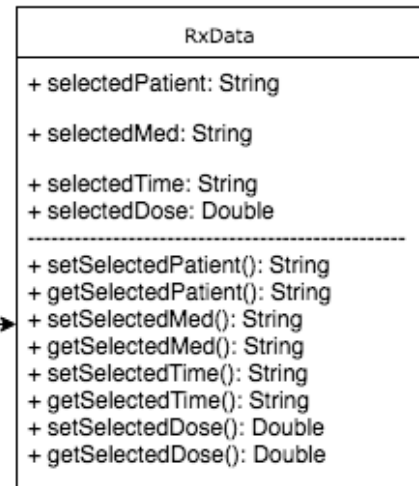 RxData
+ selectedPatient: String
+ selectedMed: String
+ selectedTime: String
+ selectedDose: Double
--------------------------------------------------
+ setSelectedPatient(): String
+ getSelectedPatient(): String
+ setSelectedMed(): String
+ getSelectedMed(): String
+ setSelectedTime(): String
+ getSelectedTime(): String
+ setSelectedDose(): Double
+ getSelectedDose(): Double